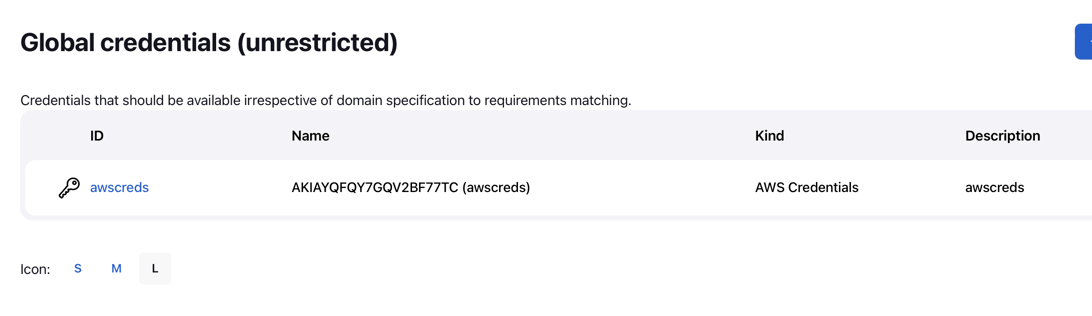 Global credentials (unrestricted)
Credentials that should be available irrespective of domain specification to requirements matching.
ID Name Kind Description
awscreds AKIAYQFQY7GQV2BF77TC (awscreds) AWS Credentials awscreds
Icon: S M L